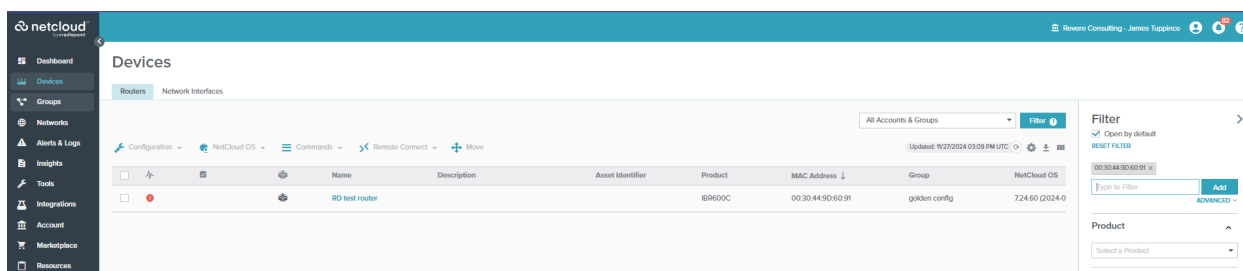 netcloud
by cradlepoint
Revero Consulting - James Tuppince
82
Dashboard
Devices
Groups
Networks
Alerts & Logs
Insights
Tools
Integrations
Account
Marketplace
Resources
Devices
Routers Network Interfaces
All Accounts & Groups Filter 1
Configuration NetCloud OS Commands Remote Connect Move Updated: 11/27/2024 03:09 PM UTC
Name Description Asset Identifier Product MAC Address ↓ Group NetCloud OS
RD test router IBR600C 00:30:44:9D:60:91 golden config 7.24.60 (2024-0
Filter
Open by default
RESET FILTER
00:30:44:9D:60:91 ×
Type to Filter Add
ADVANCED
Product
Select a Product